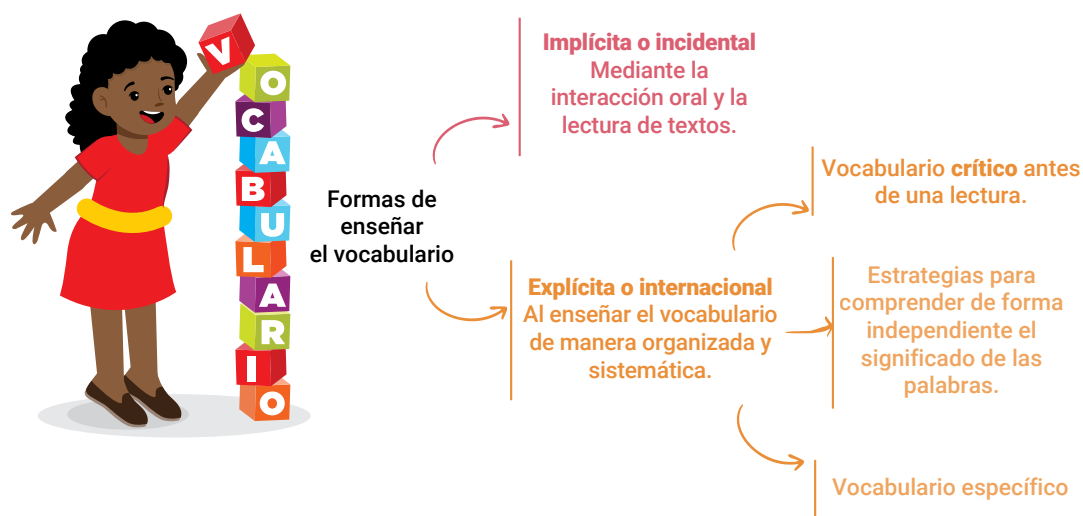 V
O
C
A
B
U
L
A
R
I
O
Formas de
enseñar
el vocabulario
Implícita o incidental
Mediante la
interacción oral y la
lectura de textos.
Explícita o internacional
Al enseñar el vocabulario
de manera organizada y
sistemática.
Vocabulario crítico antes
de una lectura.
Estrategias para
comprender de forma
independiente el
significado de las
palabras.
Vocabulario específico